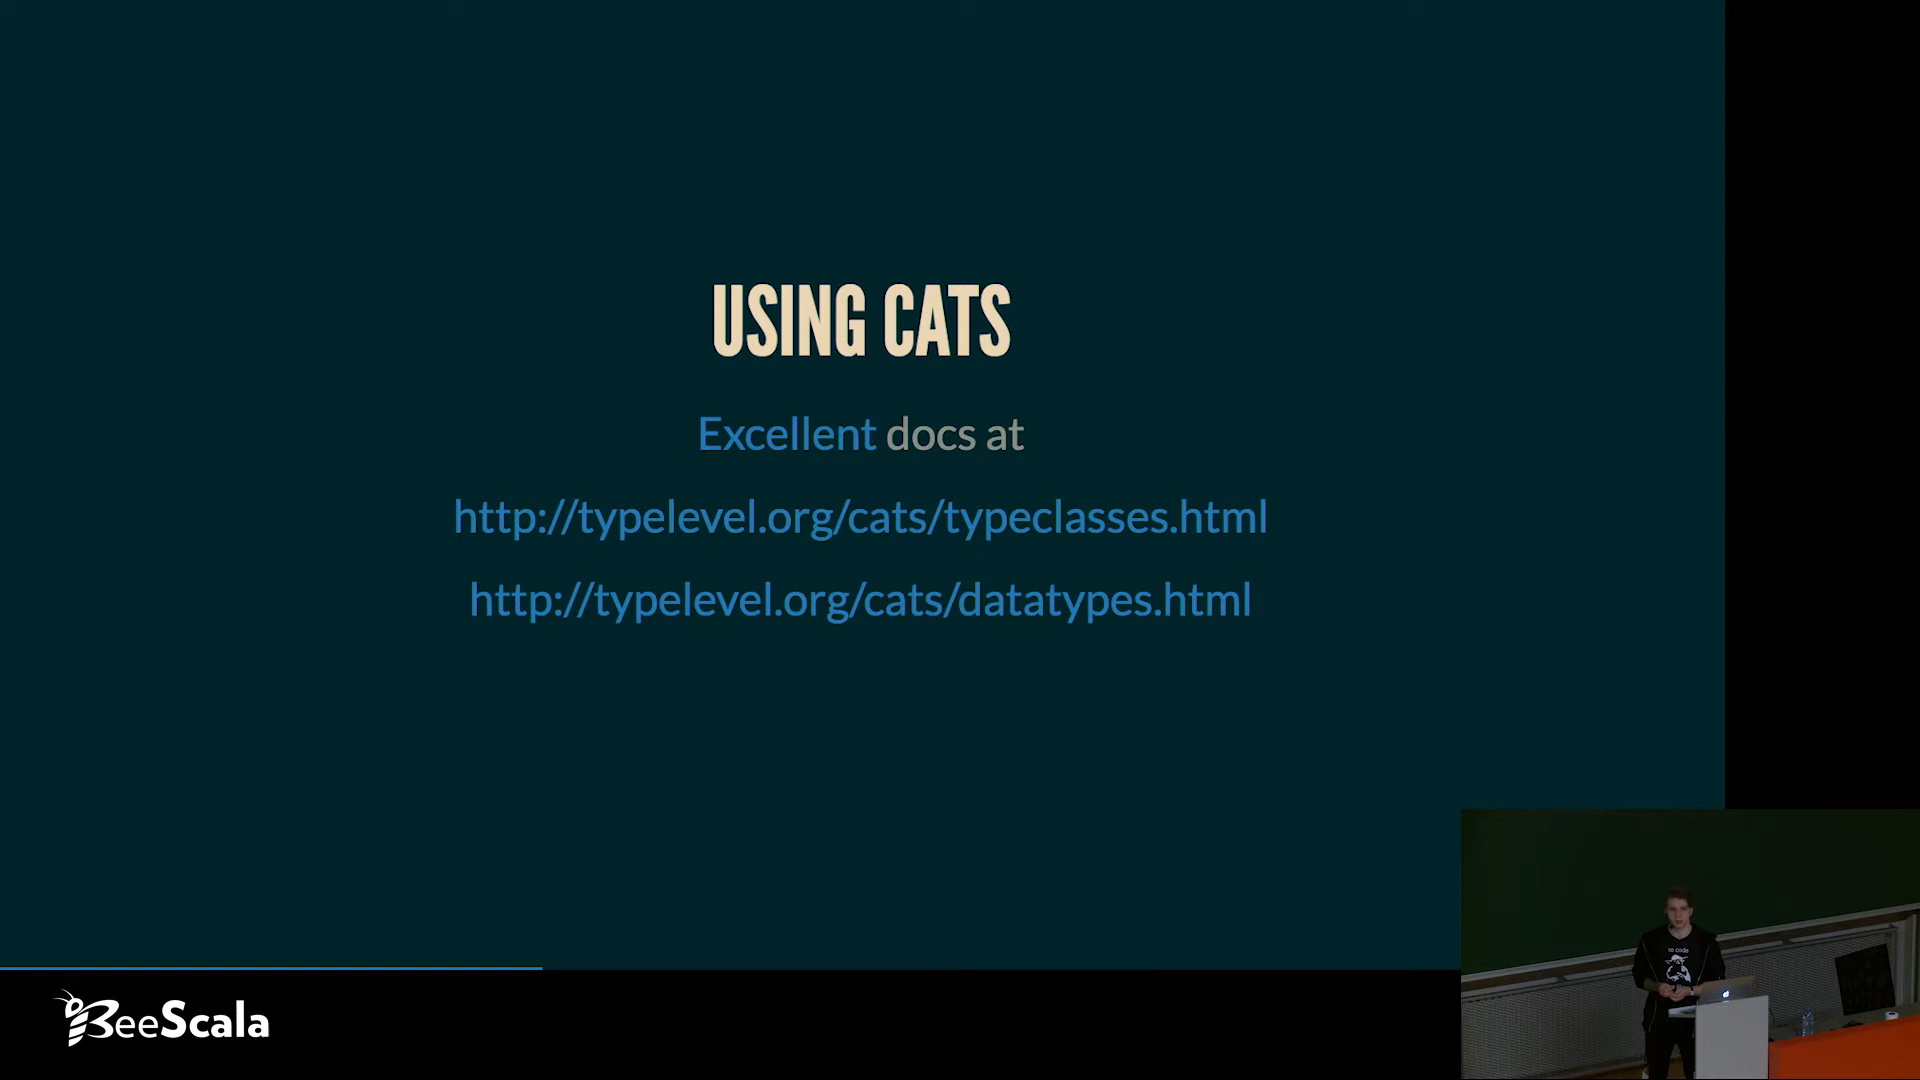 USING CATS
Excellent docs at
http://typelevel.org/cats/typeclasses.html
http://typelevel.org/cats/datatypes.html
BeeScala